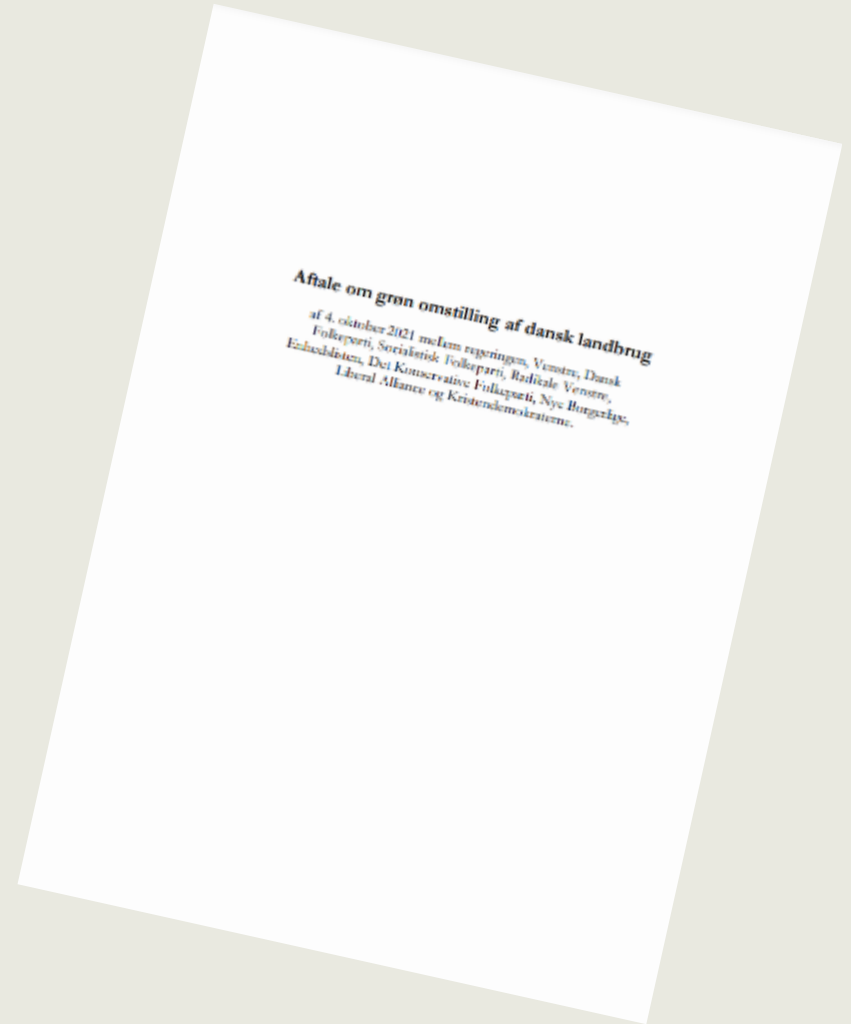 Aftale om grøn omstilling af dansk landbrug
af 4. oktober 2021 mellem regeringen, Venstre, Dansk
Folkeparti, Socialistisk Folkeparti, Radikale Venstre,
Enhedslisten, Det Konservative Folkeparti, Nye Borgerlige,
Liberal Alliance og Kristendemokraterne.